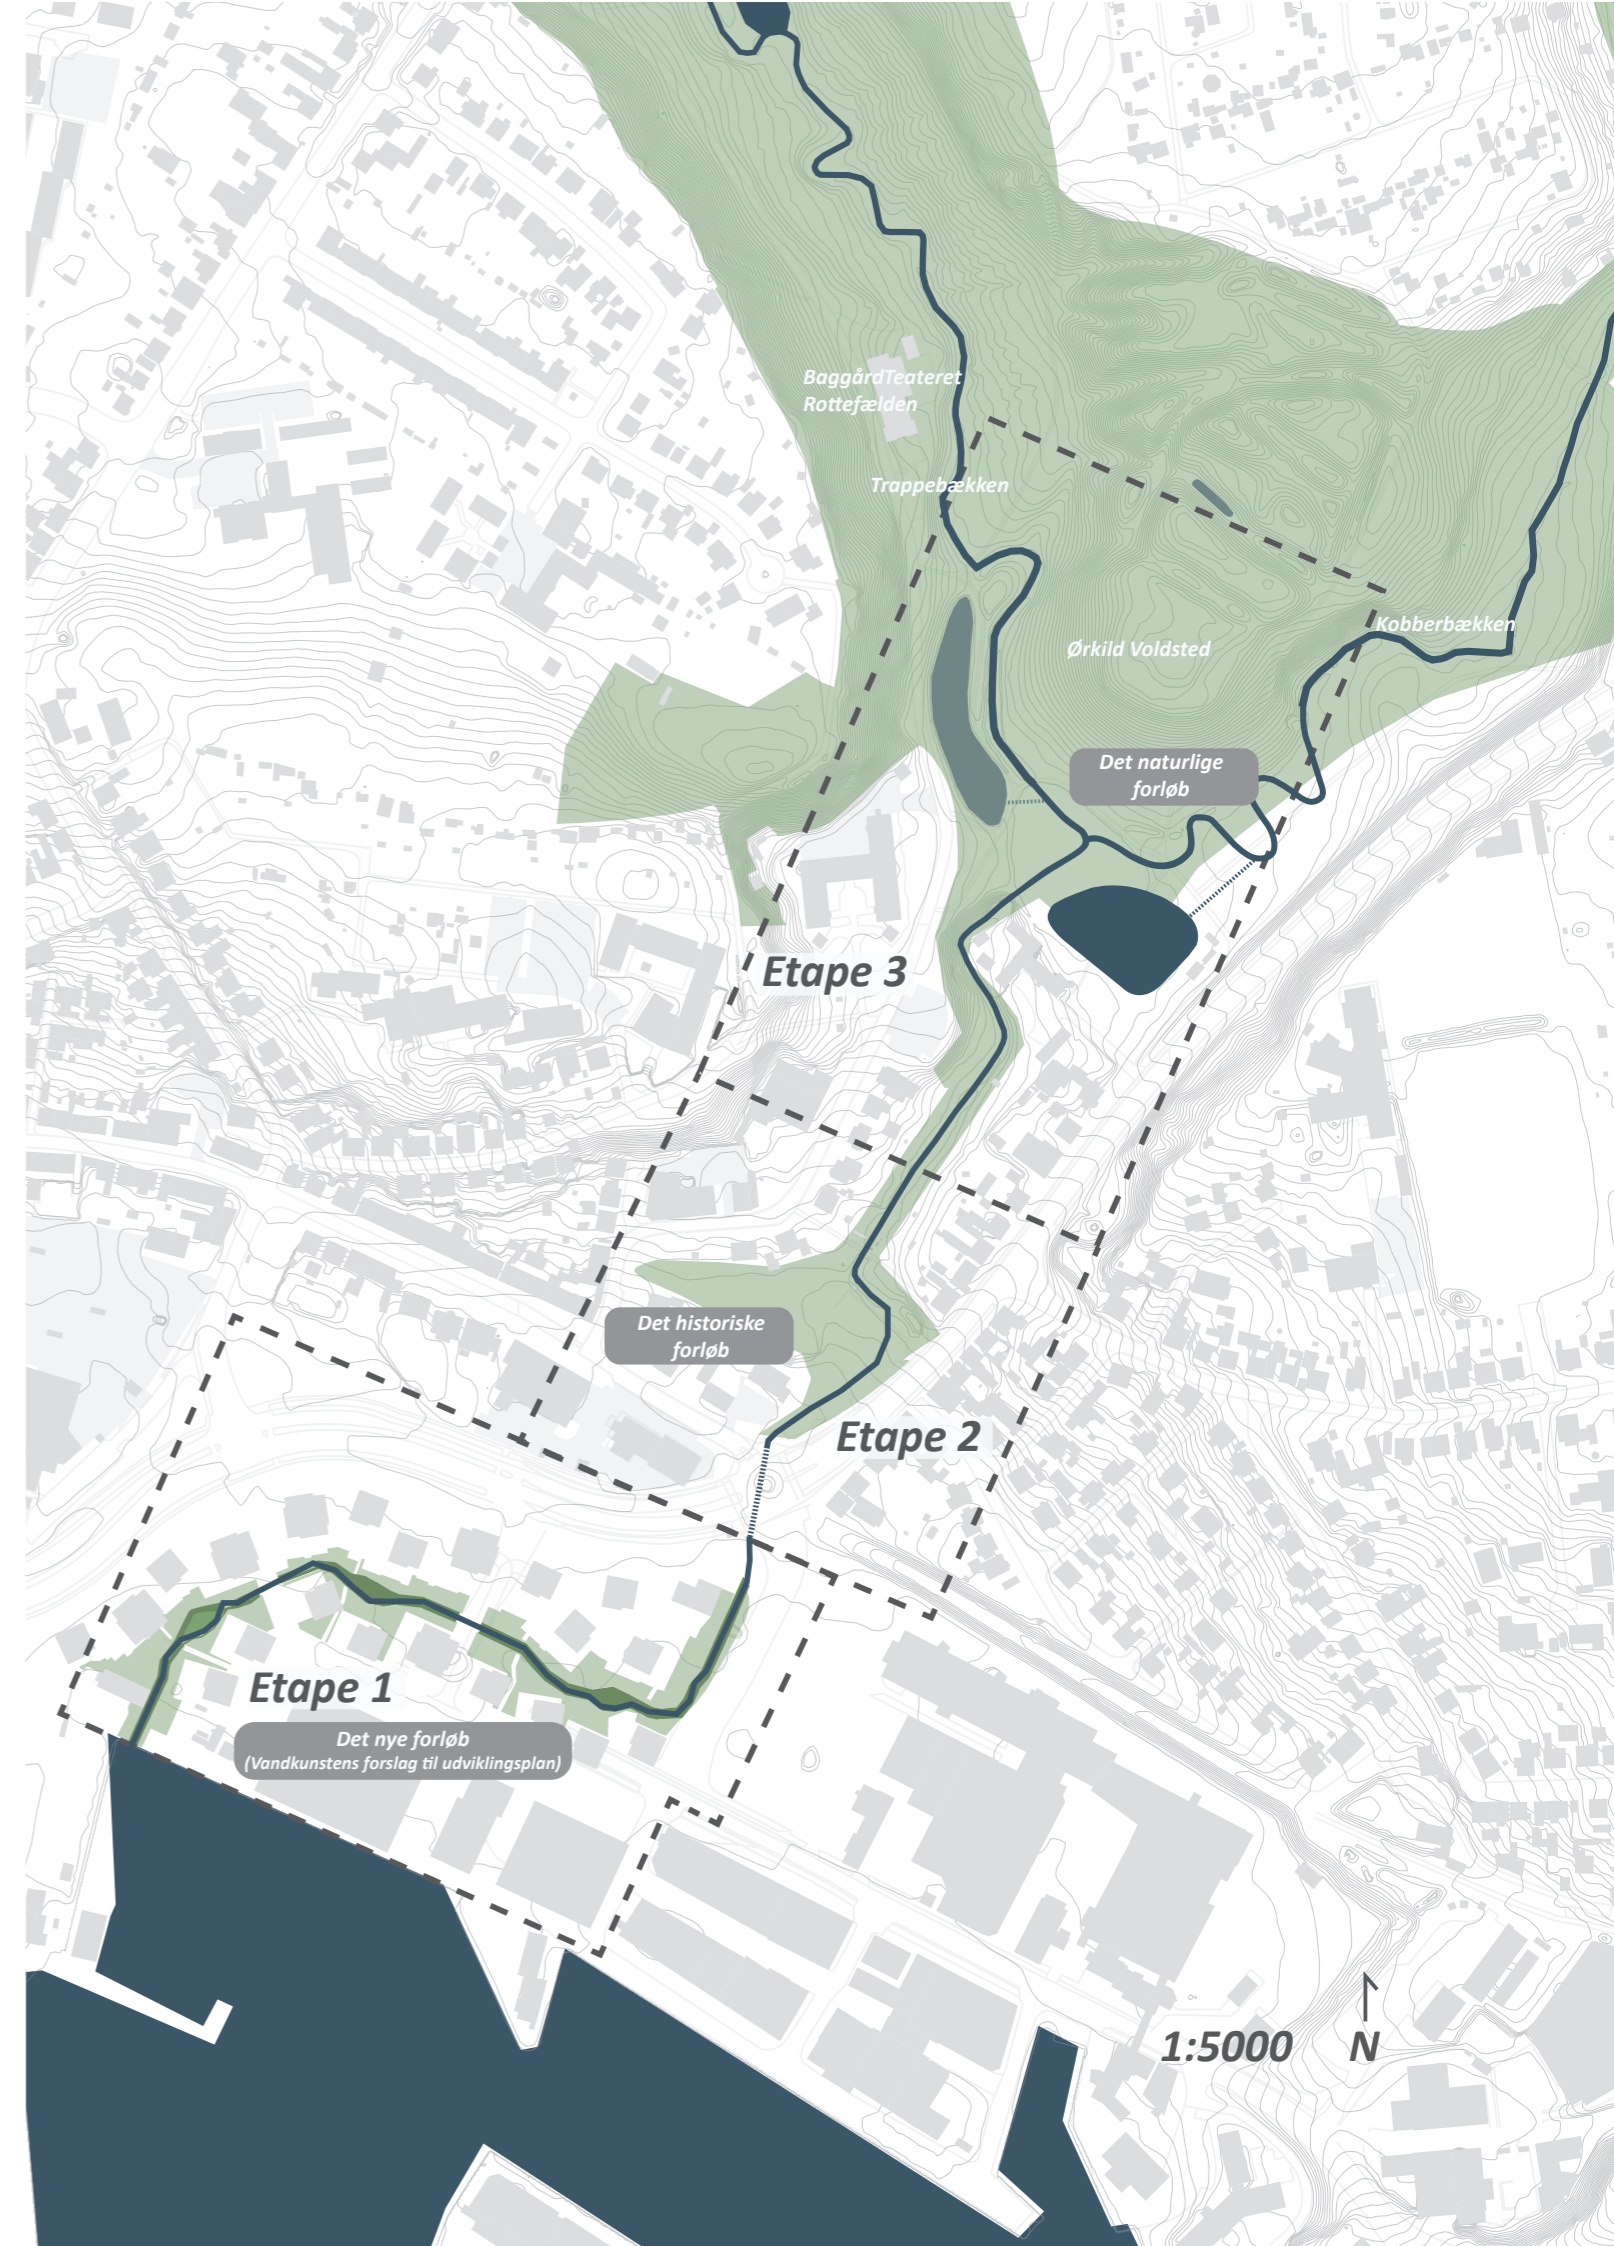 BaggårdTeateret
Rottefælden
Trappebækken
Kobberbækken
Ørkild Voldsted
Det naturlige
forløb
Etape 3
Det historiske
forløb
Etape 2
Etape 1
Det nye forløb
(Vandkunstens forslag til udviklingsplan)
1:5000
N